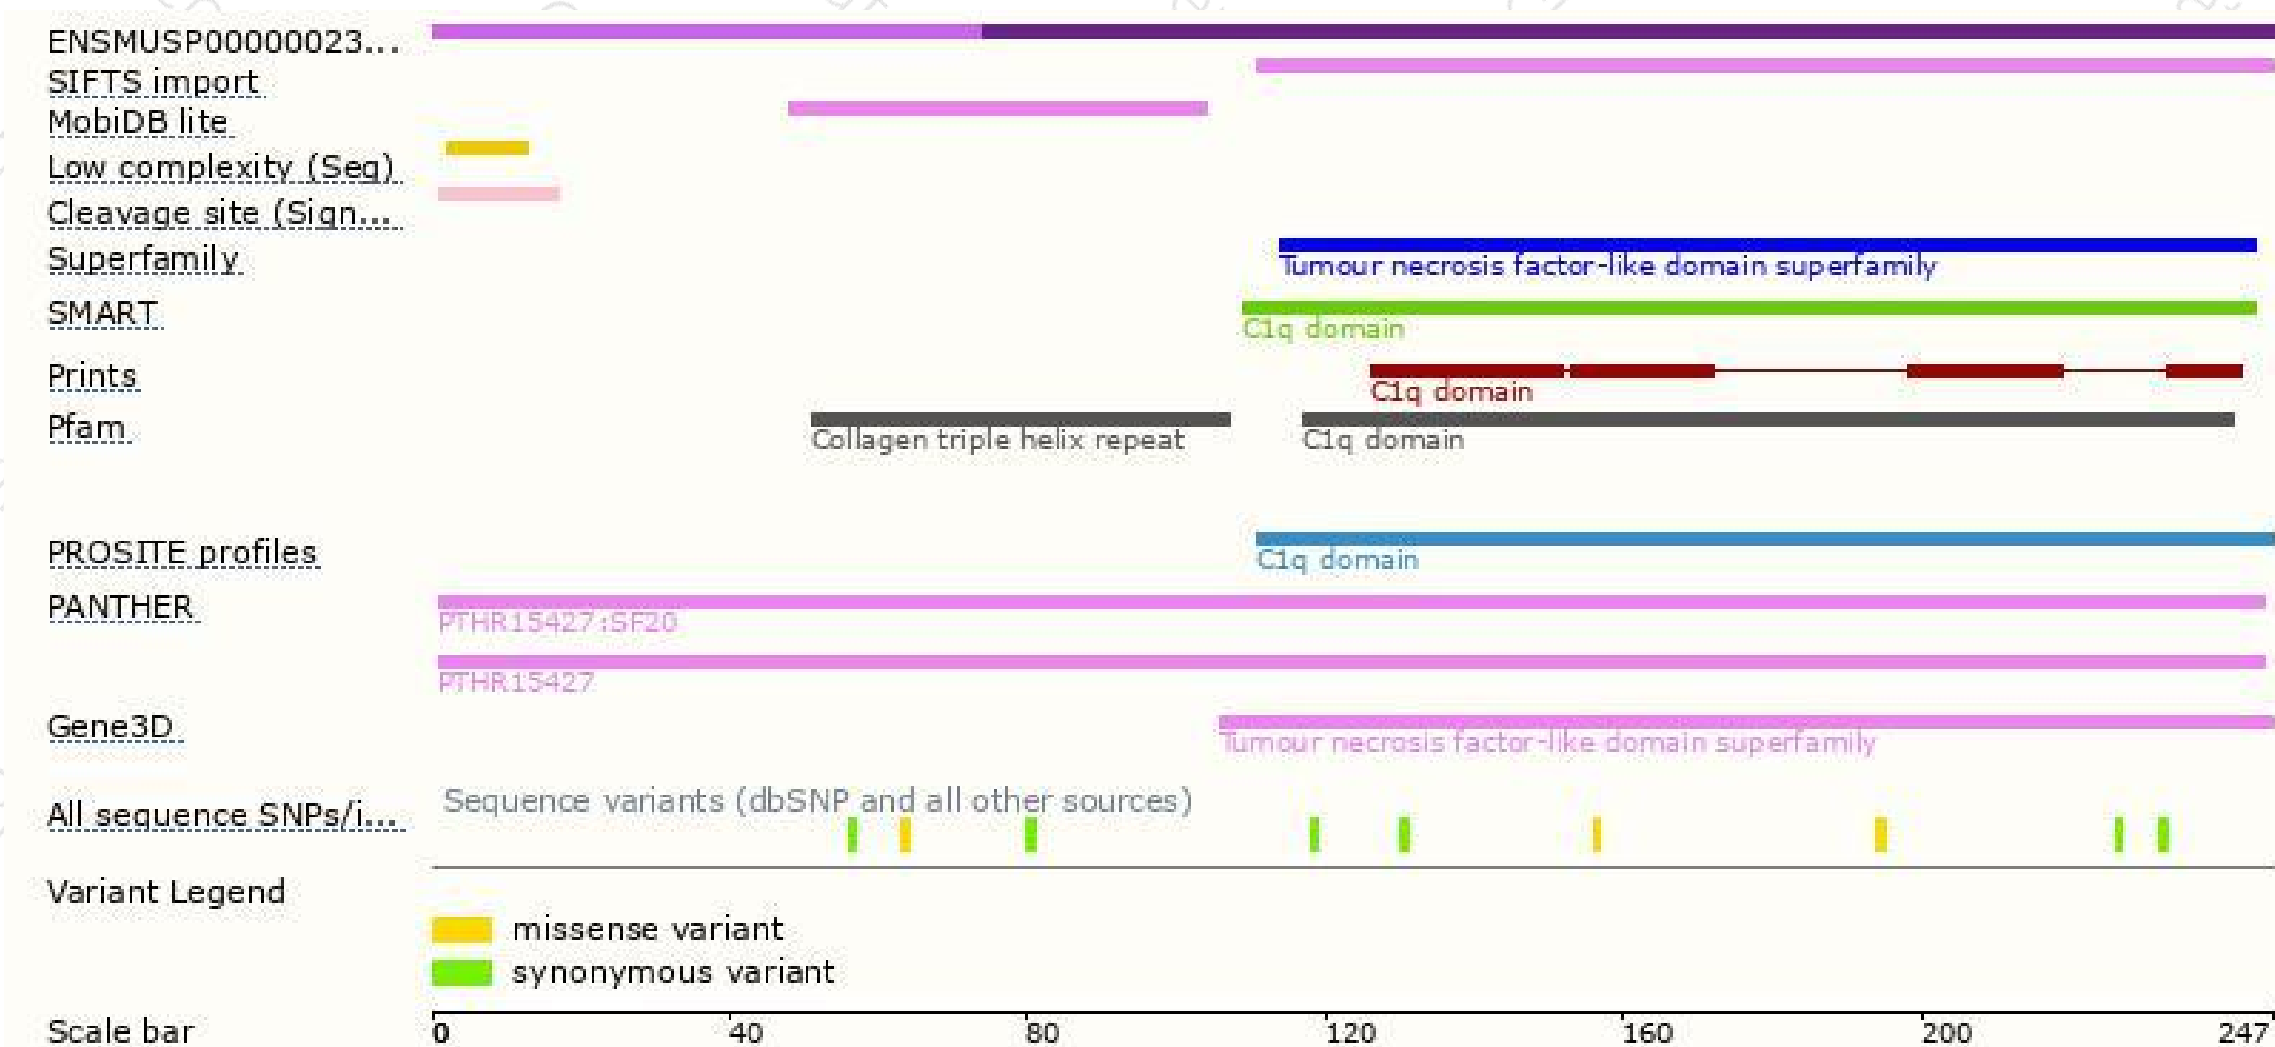 ENSMUSP00000023...
SIFTS import
MobiDB lite
Low complexity (Seg)
Cleavage site (Sign...
Superfamily
Tumour necrosis factor-like domain superfamily
SMART
C1q domain
Prints
C1q domain
Pfam
Collagen triple helix repeat C1q domain
PROSITE profiles
C1q domain
PANTHER
PTHR15427:SF20
PTHR15427
Gene3D
Tumour necrosis factor-like domain superfamily
Sequence variants (dbSNP and all other sources)
All sequence SNPs/i...
Variant Legend
missense variant
synonymous variant
Scale bar 0 40 80 120 160 200 247